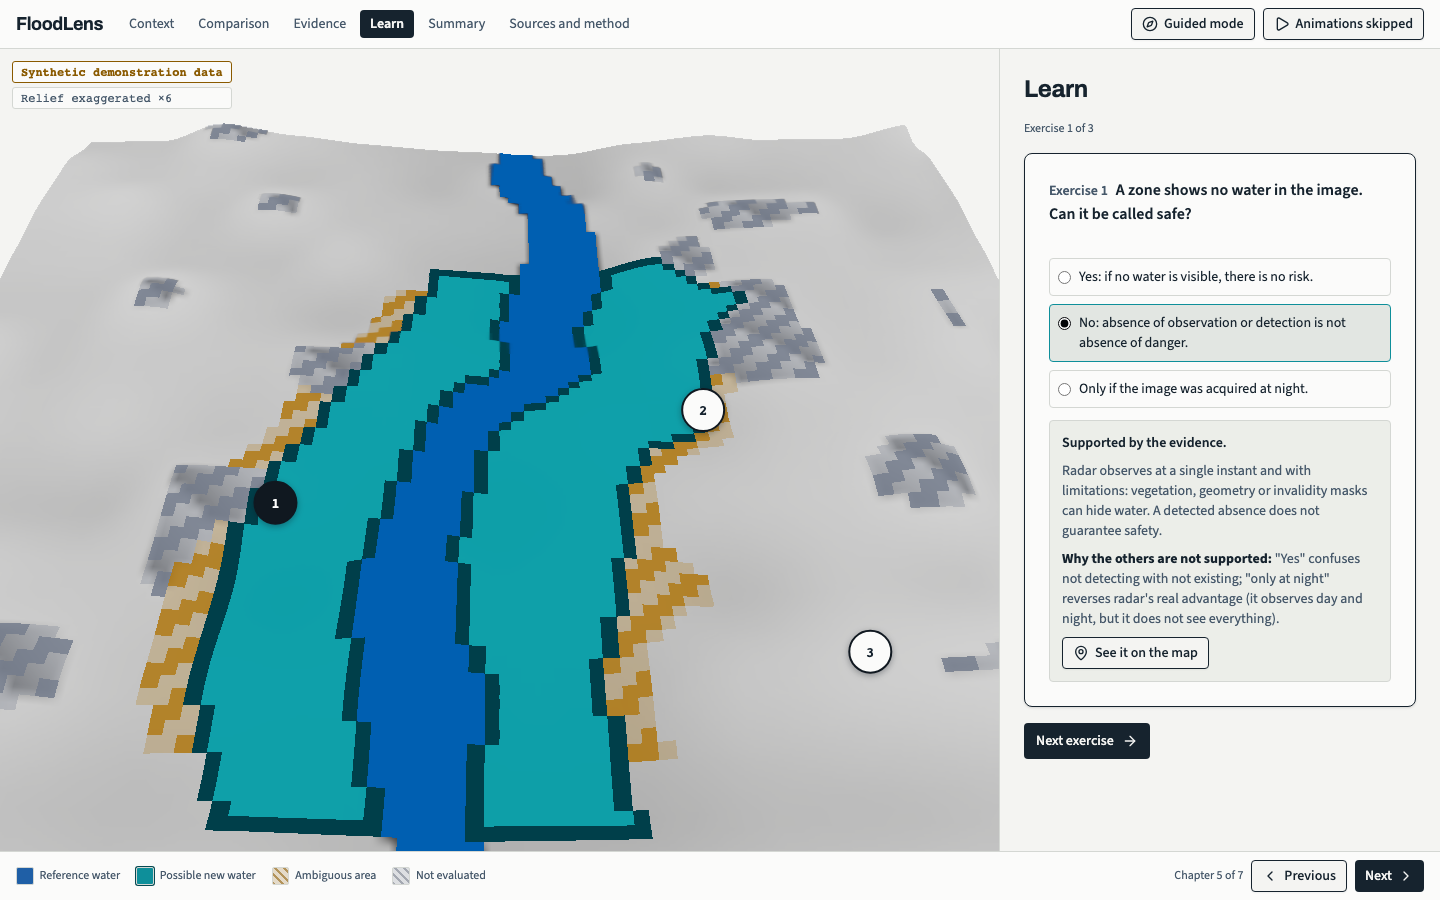 FloodLens
Context
Comparison
Evidence
Learn
Summary
Sources and method
Guided mode
Animations skipped
Synthetic demonstration data
Relief exaggerated ×6
1
2
3
Learn
Exercise 1 of 3
Exercise 1 A zone shows no water in the image.
Can it be called safe?
Yes: if no water is visible, there is no risk.
No: absence of observation or detection is not
absence of danger.
Only if the image was acquired at night.
Supported by the evidence.
Radar observes at a single instant and with
limitations: vegetation, geometry or invalidity masks
can hide water. A detected absence does not
guarantee safety.
Why the others are not supported: "Yes" confuses
not detecting with not existing; "only at night"
reverses radar's real advantage (it observes day and
night, but it does not see everything).
See it on the map
Next exercise
Reference water
Possible new water
Ambiguous area
Not evaluated
Chapter 5 of 7
Previous
Next